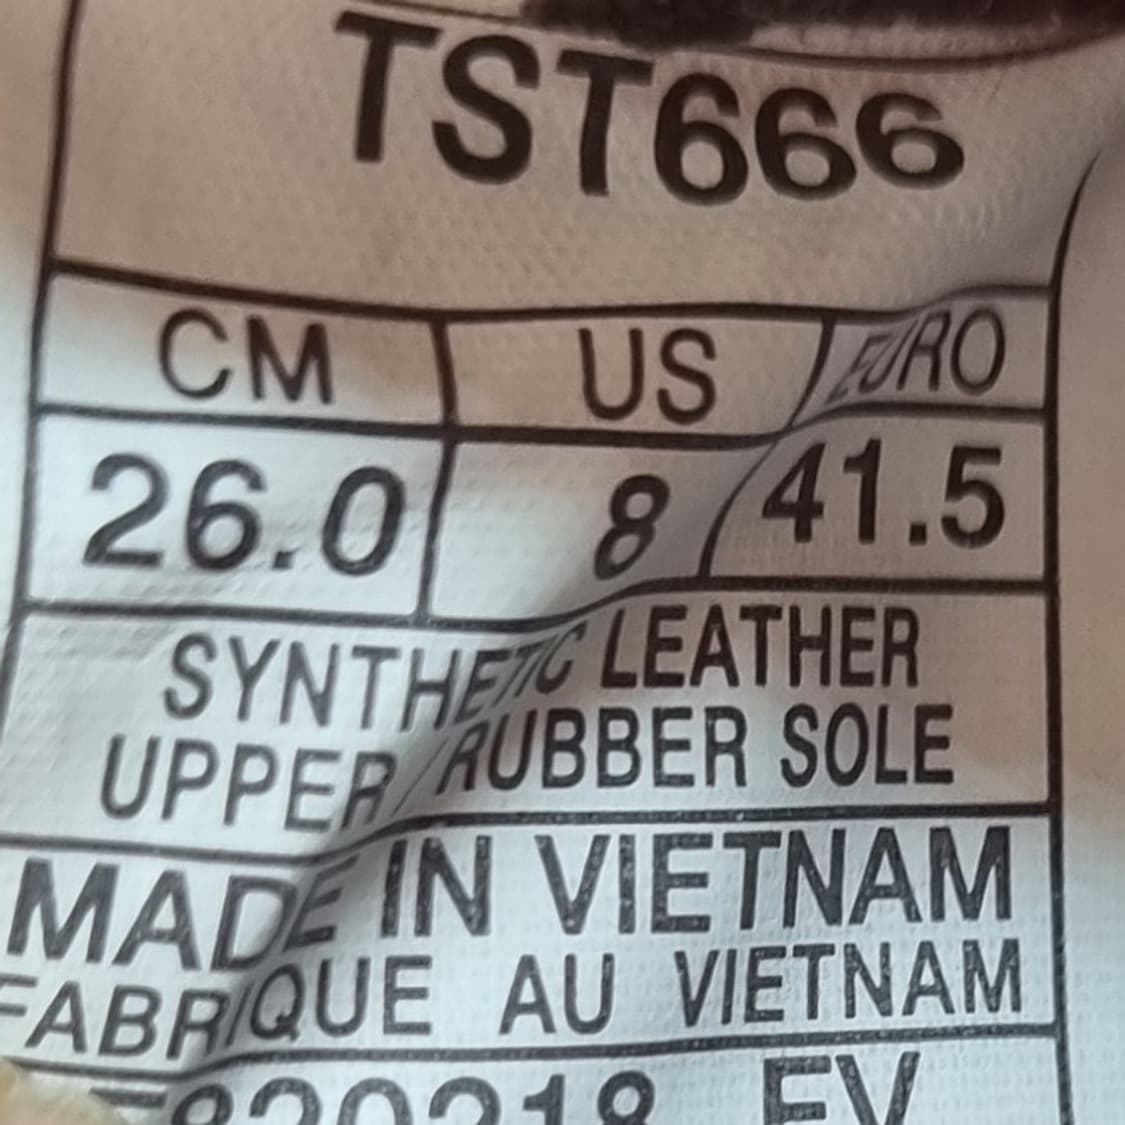 TST666
CM US EURO
26.0 8 41.5
SYNTHETIC LEATHER
UPPER/RUBBER SOLE
MADE IN VIETNAM
FABRIQUE AU VIETNAM